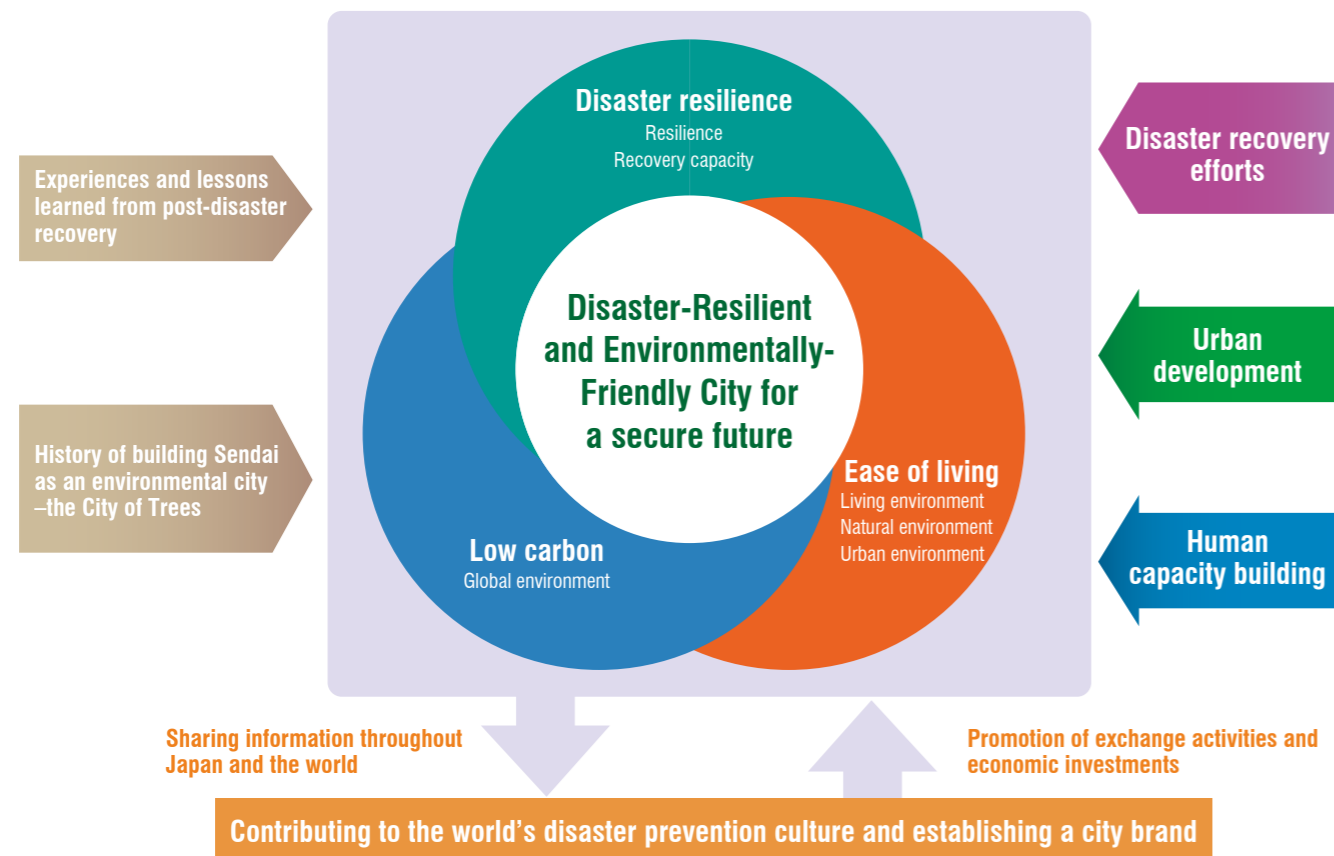 Disaster resilience
Resilience
Recovery capacity
Experiences and lessons
learned from post-disaster
recovery
Disaster recovery
efforts
Disaster-Resilient
and Environmentally-
Friendly City for
a secure future
Urban
development
History of building Sendai
as an environmental city
–the City of Trees
Ease of living
Living environment
Natural environment
Urban environment
Low carbon
Global environment
Human
capacity building
Sharing information throughout
Japan and the world
Promotion of exchange activities and
economic investments
Contributing to the world’s disaster prevention culture and establishing a city brand